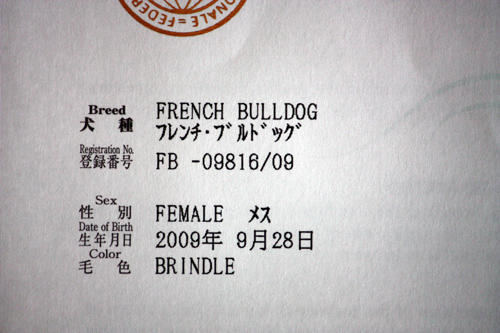 NALE=FEDER
Breed FRENCH BULLDOG
犬 種 ﾌﾚﾝﾁ･ﾌﾞﾙﾄﾞｯｸﾞ
Registration No.
登録番号 FB -09816/09
Sex
性 別 FEMALE ﾒｽ
Date of Birth
生年月日 2009年 9月28日
Color
毛 色 BRINDLE